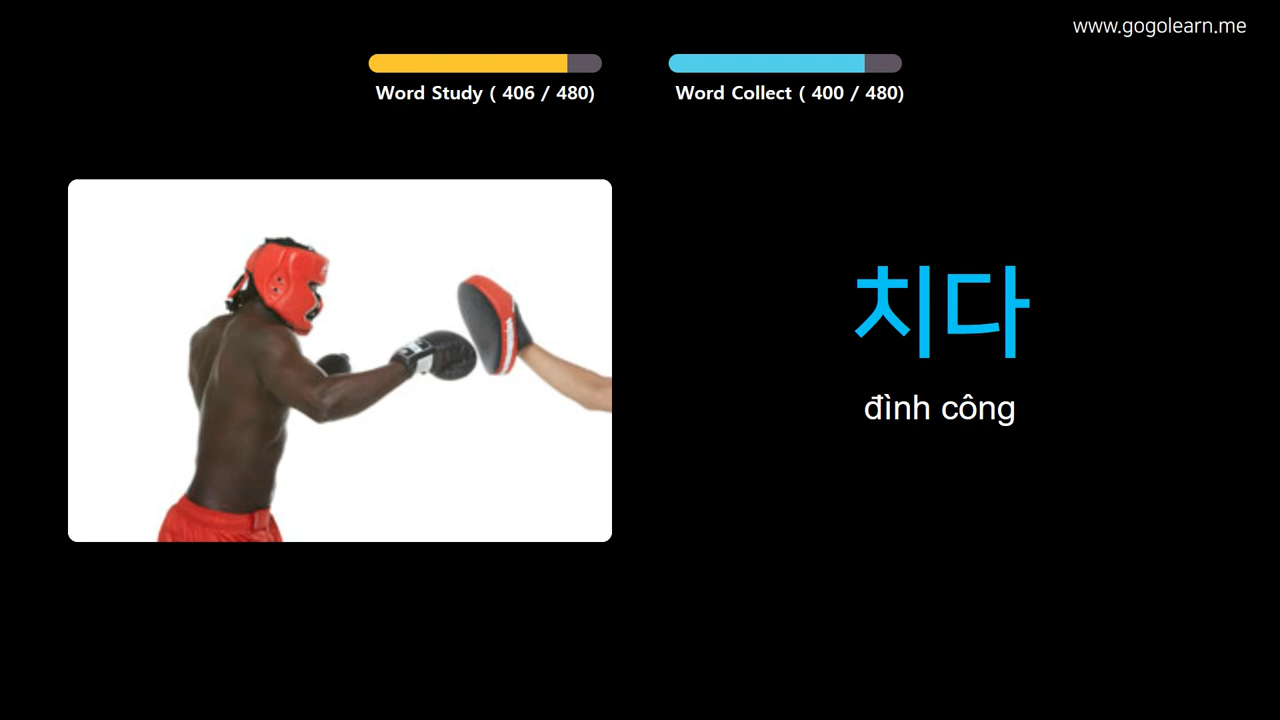 www.gogolearn.me
Word Study ( 406 / 480)
Word Collect ( 400 / 480)
치다
đình công